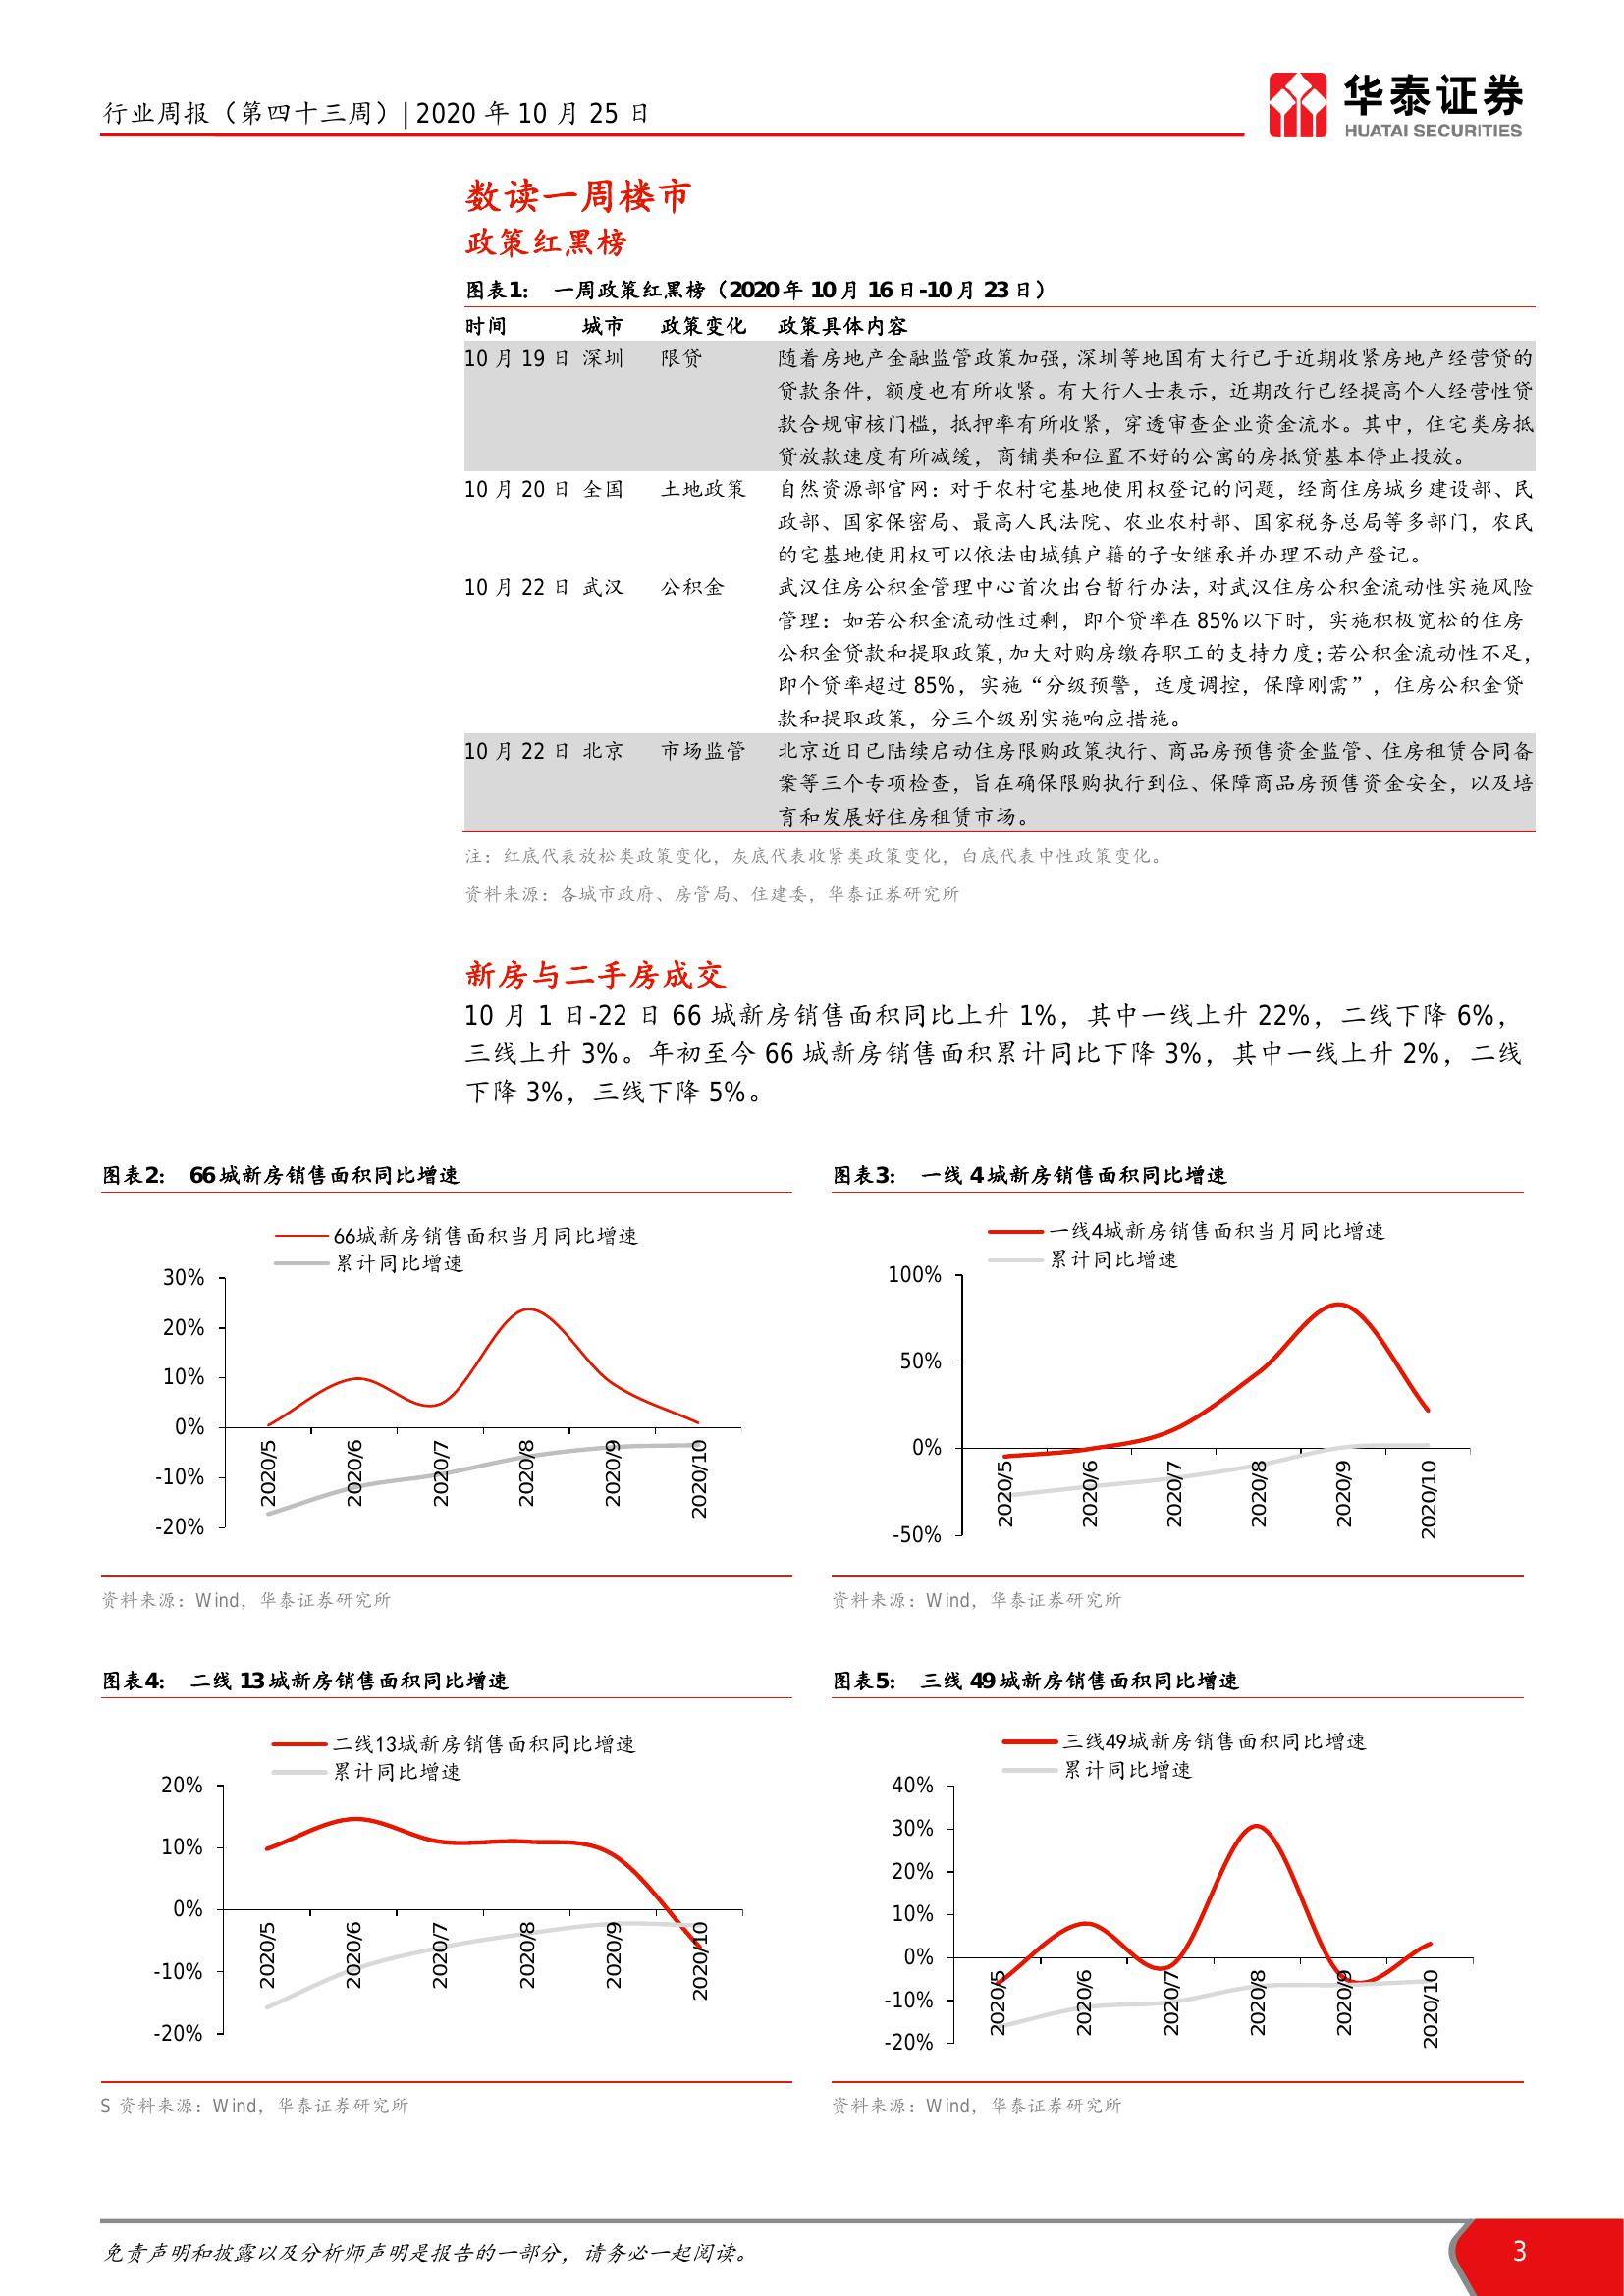 行业周报（第四十三周）| 2020 年 10 月 25 日
华泰证券
HUATAI SECURITIES
数读一周楼市
政策红黑榜
图表1： 一周政策红黑榜（2020 年 10 月 16 日-10 月 23 日）
时间 城市 政策变化 政策具体内容
10 月 19 日 深圳 限贷 随着房地产金融监管政策加强，深圳等地国有大行已于近期收紧房地产经营贷的
贷款条件，额度也有所收紧。有大行人士表示，近期改行已经提高个人经营性贷
款合规审核门槛，抵押率有所收紧，穿透审查企业资金流水。其中，住宅类房抵
贷放款速度有所减缓，商铺类和位置不好的公寓的房抵贷基本停止投放。
10 月 20 日 全国 土地政策 自然资源部官网：对于农村宅基地使用权登记的问题，经商住房城乡建设部、民
政部、国家保密局、最高人民法院、农业农村部、国家税务总局等多部门，农民
的宅基地使用权可以依法由城镇户籍的子女继承并办理不动产登记。
10 月 22 日 武汉 公积金 武汉住房公积金管理中心首次出台暂行办法，对武汉住房公积金流动性实施风险
管理：如若公积金流动性过剩，即个贷率在 85%以下时，实施积极宽松的住房
公积金贷款和提取政策，加大对购房缴存职工的支持力度；若公积金流动性不足，
即个贷率超过 85%，实施“分级预警，适度调控，保障刚需”，住房公积金贷
款和提取政策，分三个级别实施响应措施。
10 月 22 日 北京 市场监管 北京近日已陆续启动住房限购政策执行、商品房预售资金监管、住房租赁合同备
案等三个专项检查，旨在确保限购执行到位、保障商品房预售资金安全，以及培
育和发展好住房租赁市场。
注：红底代表放松类政策变化，灰底代表收紧类政策变化，白底代表中性政策变化。
资料来源：各城市政府、房管局、住建委，华泰证券研究所
新房与二手房成交
10 月 1 日-22 日 66 城新房销售面积同比上升 1%，其中一线上升 22%，二线下降 6%，
三线上升 3%。年初至今 66 城新房销售面积累计同比下降 3%，其中一线上升 2%，二线
下降 3%，三线下降 5%。
图表2： 66 城新房销售面积同比增速
66城新房销售面积当月同比增速
累计同比增速
30%
20%
10%
0%
-10%
-20%
2020/5 2020/6 2020/7 2020/8 2020/9 2020/10
资料来源：Wind，华泰证券研究所
图表3： 一线 4 城新房销售面积同比增速
一线4城新房销售面积当月同比增速
累计同比增速
100%
50%
0%
-50%
2020/5 2020/6 2020/7 2020/8 2020/9 2020/10
资料来源：Wind，华泰证券研究所
图表4： 二线 13 城新房销售面积同比增速
二线13城新房销售面积同比增速
累计同比增速
20%
10%
0%
-10%
-20%
2020/5 2020/6 2020/7 2020/8 2020/9 2020/10
S 资料来源：Wind，华泰证券研究所
图表5： 三线 49 城新房销售面积同比增速
三线49城新房销售面积同比增速
累计同比增速
40%
30%
20%
10%
0%
-10%
-20%
2020/5 2020/6 2020/7 2020/8 2020/9 2020/10
资料来源：Wind，华泰证券研究所
免责声明和披露以及分析师声明是报告的一部分，请务必一起阅读。
3